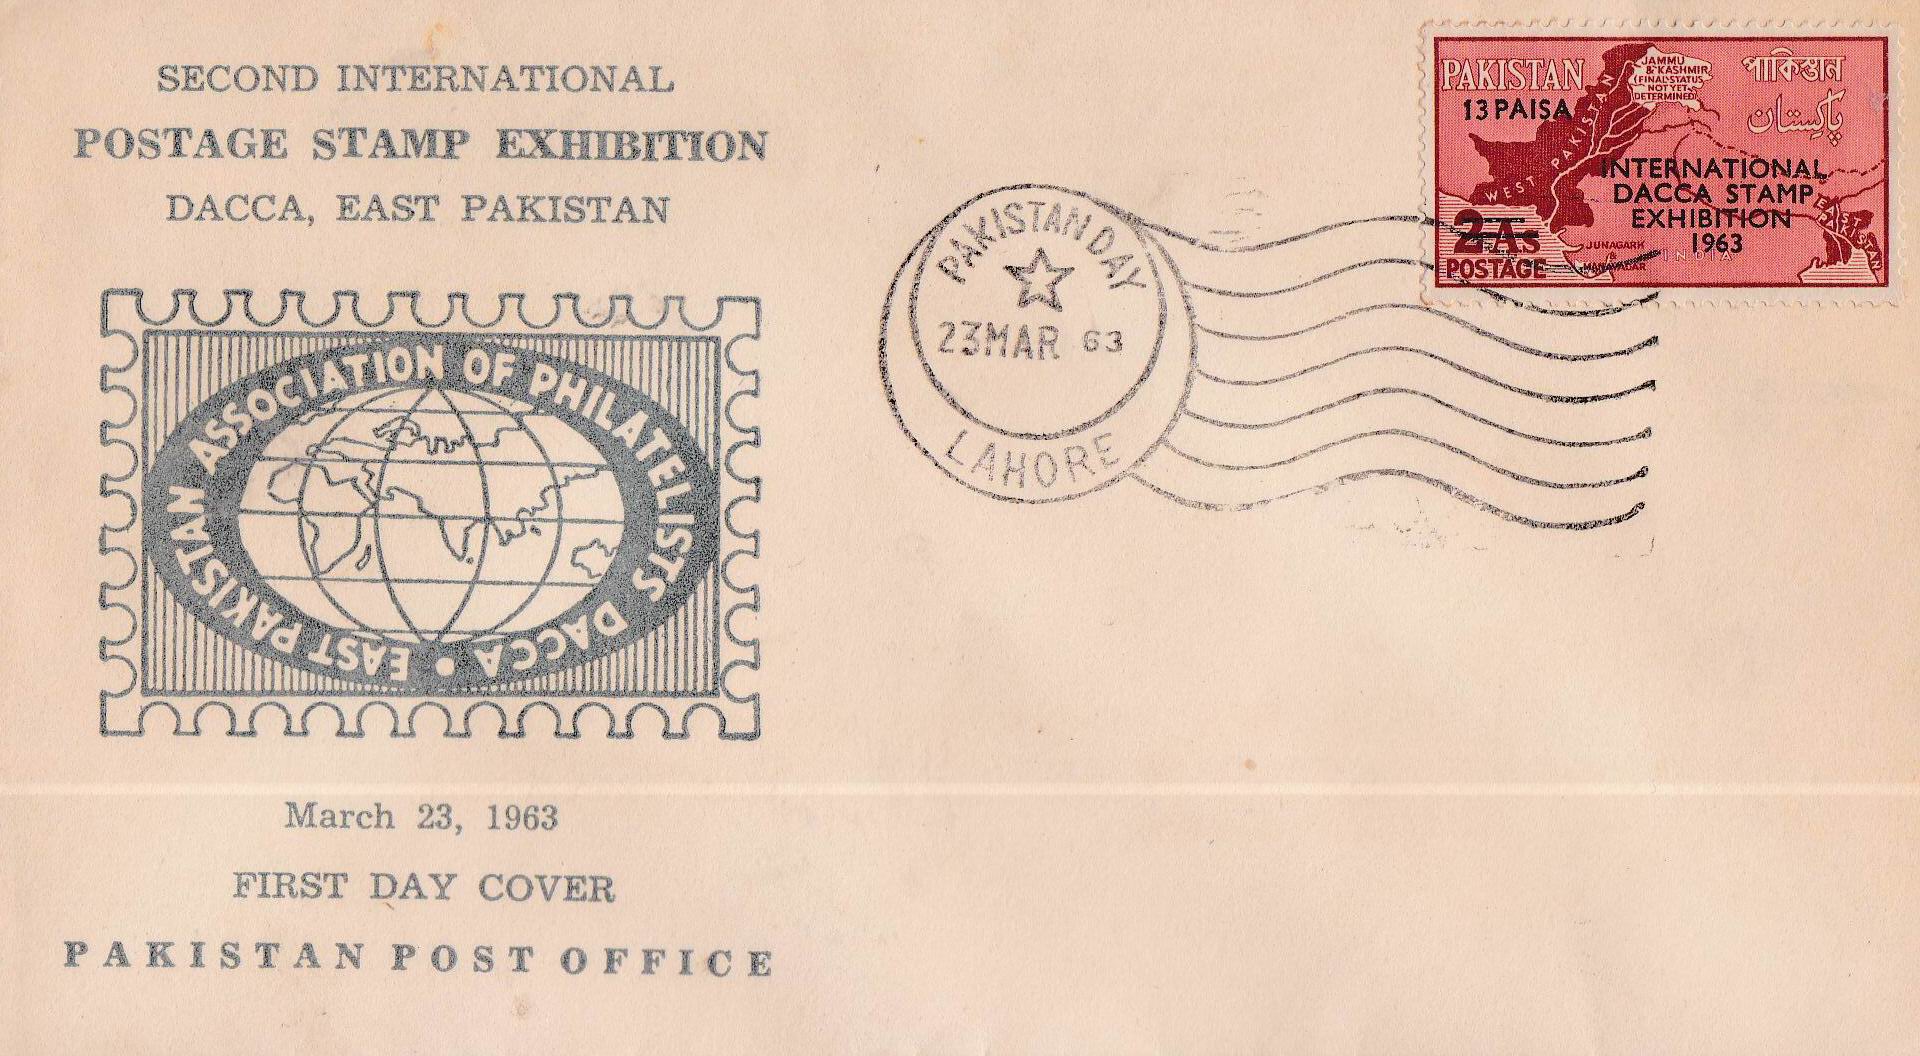 SECOND INTERNATIONAL
POSTAGE STAMP EXHIBITION
DACCA, EAST PAKISTAN
EAST PAKISTAN ASSOCIATION OF PHILATELISTS DACCA •
March 23, 1963
FIRST DAY COVER
PAKISTAN POST OFFICE
PAKISTAN DAY
23 MAR 63
LAHORE
PAKISTAN
13 PAISA
JAMMU
& KASHMIR
(FINAL STATUS
NOT YET
DETERMINED)
পাকিস্তান
پاکستان
WEST PAKISTAN
INTERNATIONAL
DACCA STAMP
EXHIBITION
1963
EAST
PAKISTAN
2 As
POSTAGE
JUNAGARH
&
MANAVADAR
INDIA